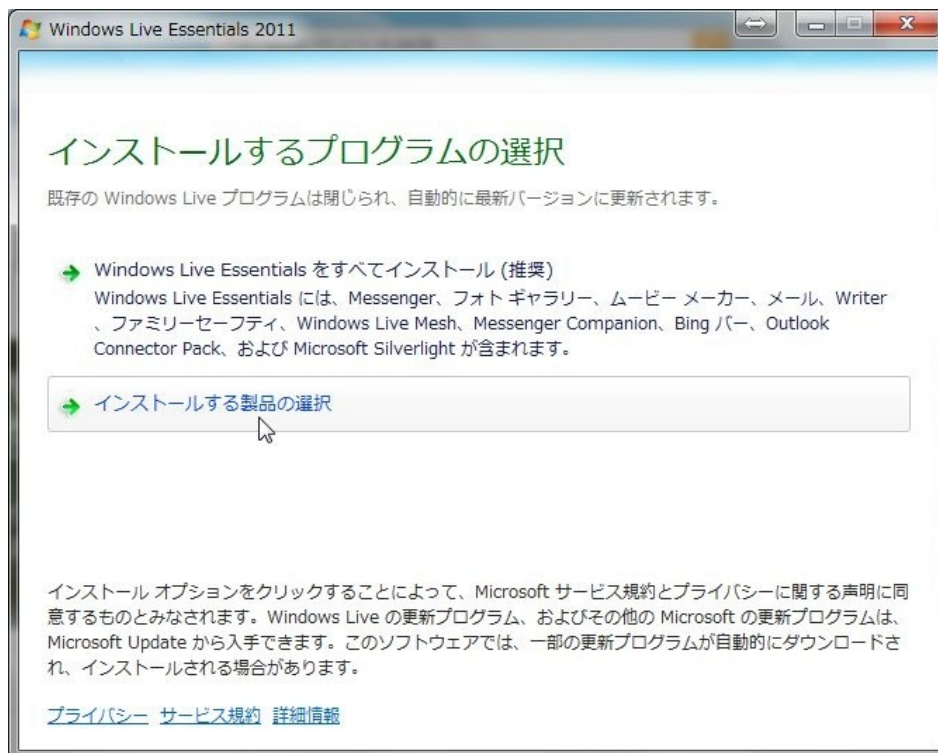 Windows Live Essentials 2011
インストールするプログラムの選択
既存の Windows Live プログラムは閉じられ、自動的に最新バージョンに更新されます。
Windows Live Essentials をすべてインストール (推奨)
Windows Live Essentials には、Messenger、フォト ギャラリー、ムービー メーカー、メール、Writer
、ファミリーセーフティ、Windows Live Mesh、Messenger Companion、Bing バー、Outlook
Connector Pack、および Microsoft Silverlight が含まれます。
インストールする製品の選択
インストール オプションをクリックすることによって、Microsoft サービス規約とプライバシーに関する声明に同
意するものとみなされます。Windows Live の更新プログラム、およびその他の Microsoft の更新プログラムは、
Microsoft Update から入手できます。このソフトウェアでは、一部の更新プログラムが自動的にダウンロードさ
れ、インストールされる場合があります。
プライバシー サービス規約 詳細情報